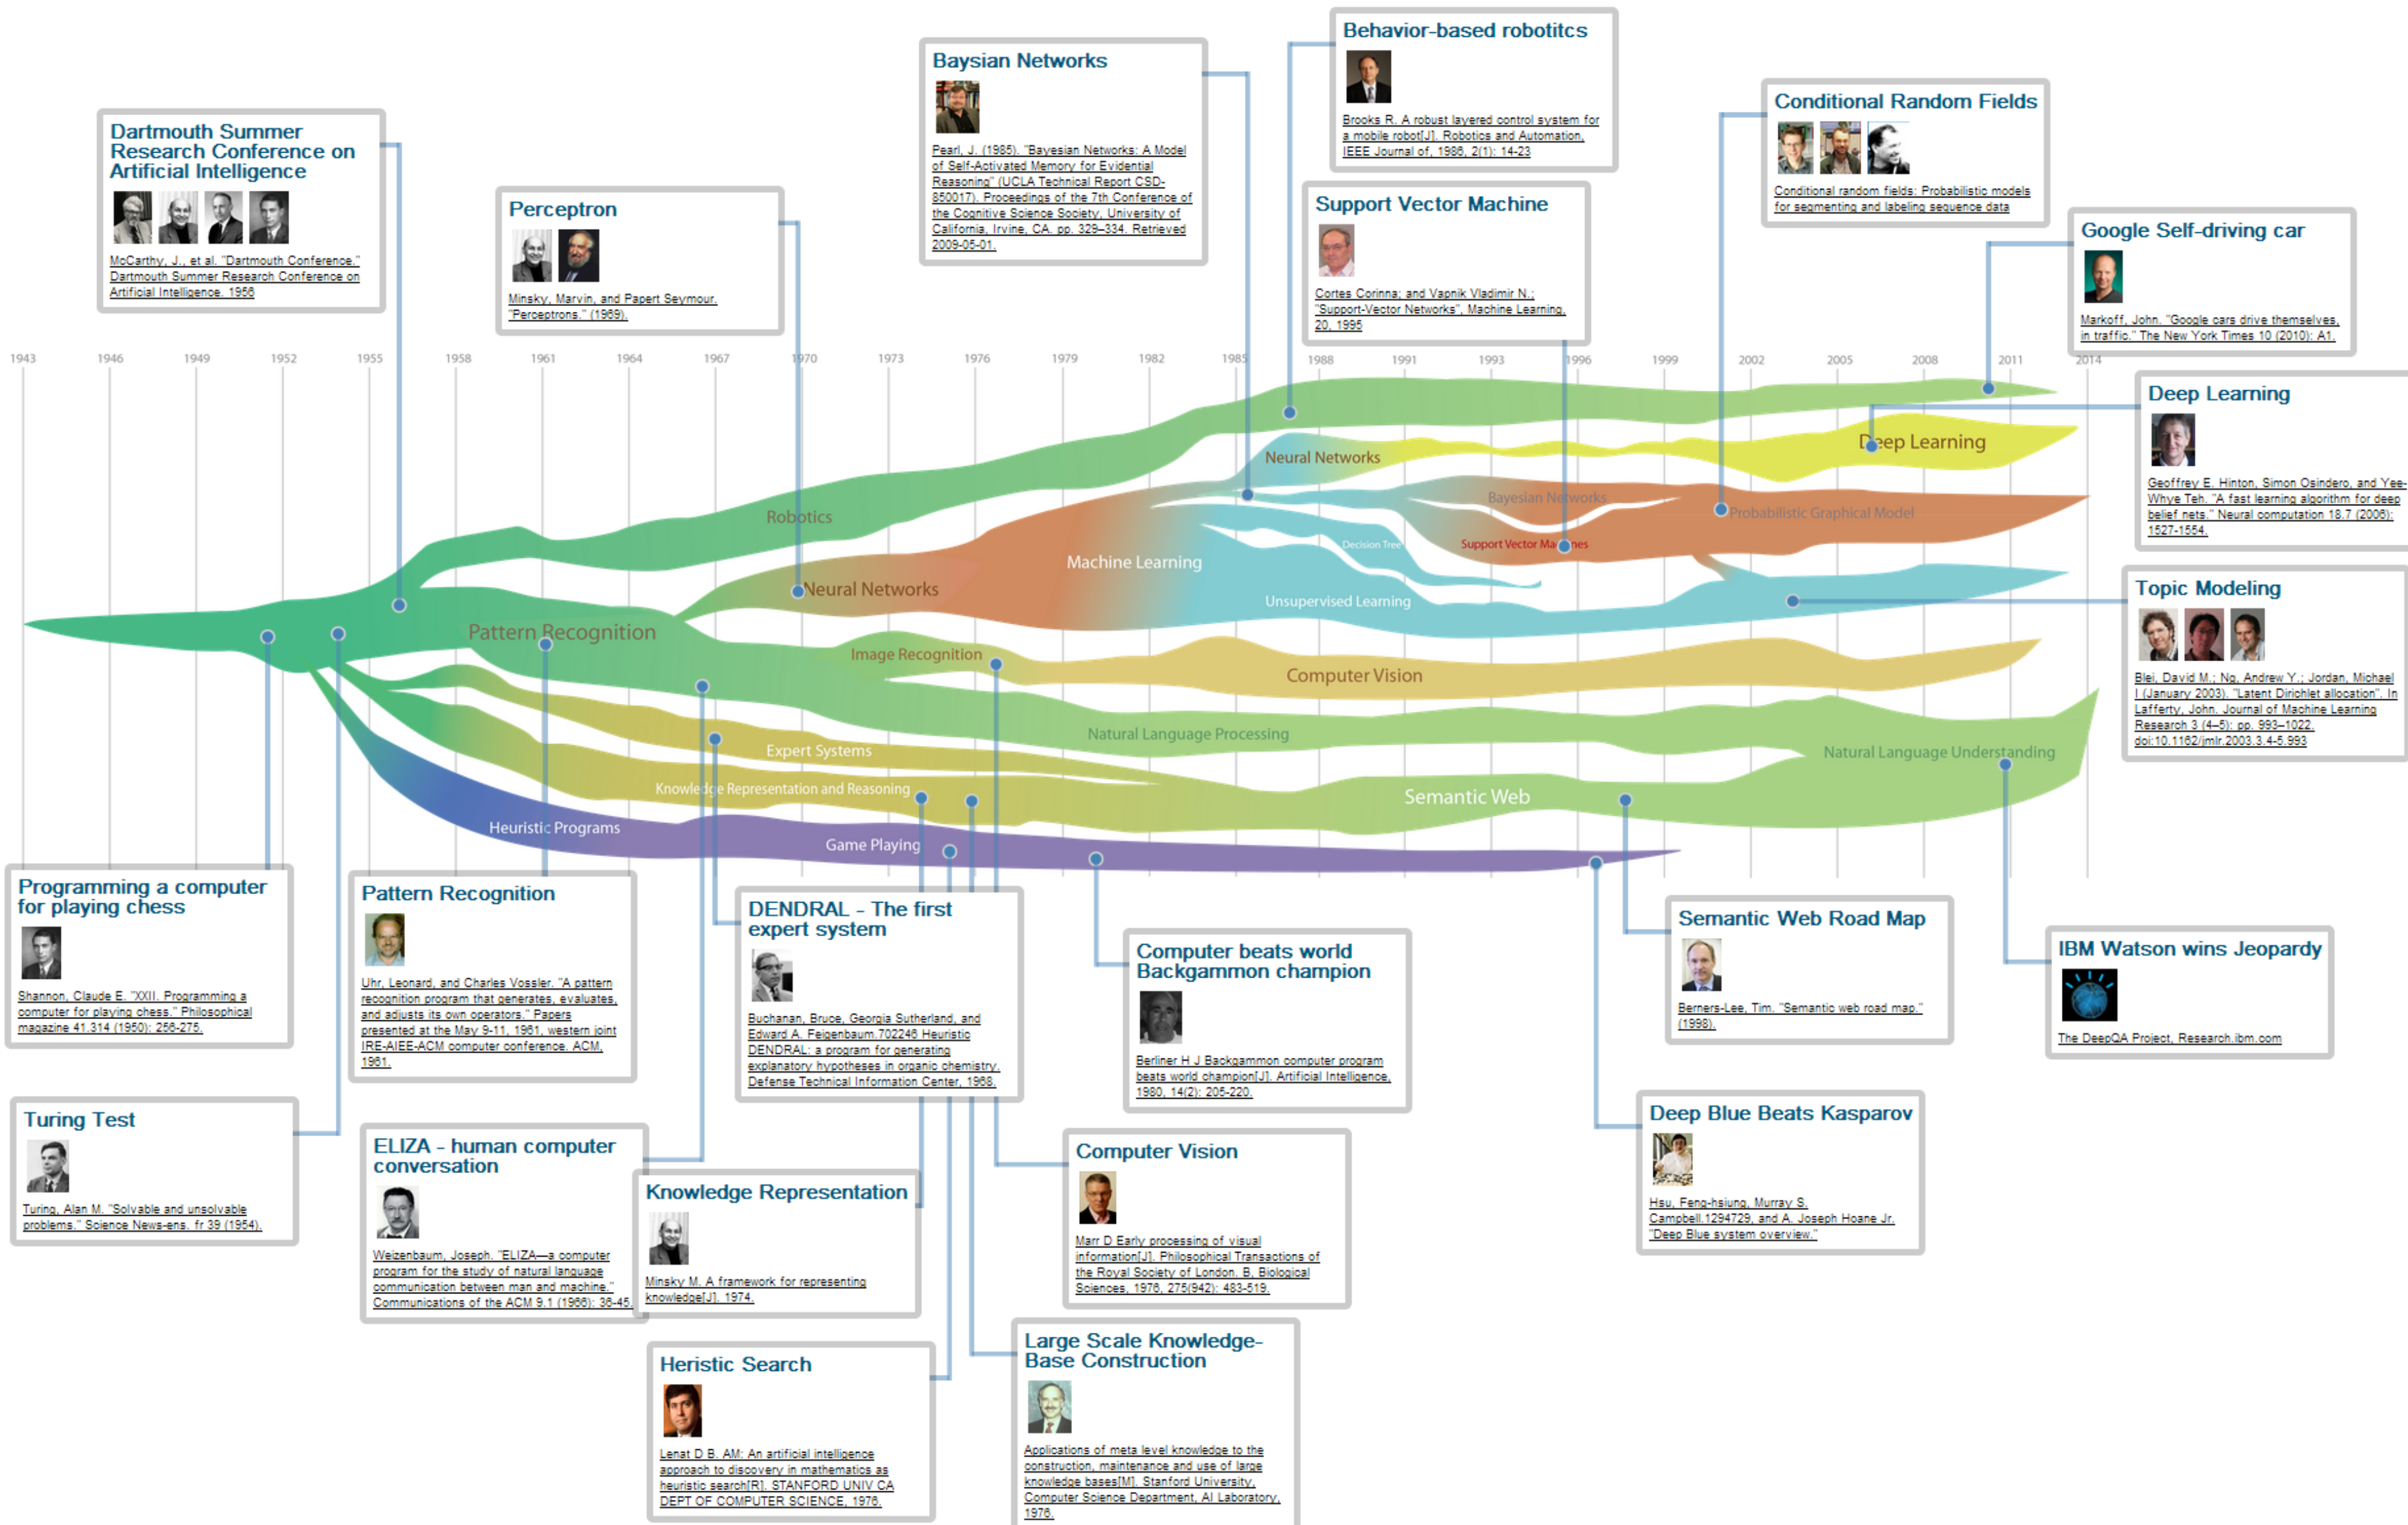 Behavior-based robotitcs
Brooks R. A robust layered control system for
a mobile robot[J]. Robotics and Automation,
IEEE Journal of, 1986, 2(1): 14-23
Baysian Networks
Pearl, J. (1985). "Bayesian Networks: A Model
of Self-Activated Memory for Evidential
Reasoning" (UCLA Technical Report CSD-
850017). Proceedings of the 7th Conference of
the Cognitive Science Society, University of
California, Irvine, CA. pp. 329–334. Retrieved
2009-05-01.
Conditional Random Fields
Conditional random fields: Probabilistic models
for segmenting and labeling sequence data
Dartmouth Summer
Research Conference on
Artificial Intelligence
McCarthy, J., et al. "Dartmouth Conference."
Dartmouth Summer Research Conference on
Artificial Intelligence. 1956
Perceptron
Minsky, Marvin, and Papert Seymour.
"Perceptrons." (1969).
Support Vector Machine
Cortes Corinna; and Vapnik Vladimir N.;
"Support-Vector Networks", Machine Learning,
20, 1995
Google Self-driving car
Markoff, John. "Google cars drive themselves,
in traffic." The New York Times 10 (2010): A1.
1943 1946 1949 1952 1955 1958 1961 1964 1967 1970 1973 1976 1979 1982 1985 1988 1991 1993 1996 1999 2002 2005 2008 2011 2014
Deep Learning
Geoffrey E. Hinton, Simon Osindero, and Yee-
Whye Teh. "A fast learning algorithm for deep
belief nets." Neural computation 18.7 (2006):
1527-1554.
Deep Learning
Neural Networks
Bayesian Networks
Probabilistic Graphical Model
Robotics
Decision Tree
Support Vector Machines
Machine Learning
Neural Networks
Unsupervised Learning
Pattern Recognition
Image Recognition
Computer Vision
Natural Language Processing
Expert Systems
Natural Language Understanding
Knowledge Representation and Reasoning
Semantic Web
Heuristic Programs
Game Playing
Topic Modeling
Blei, David M.; Ng, Andrew Y.; Jordan, Michael
I (January 2003). "Latent Dirichlet allocation". In
Lafferty, John. Journal of Machine Learning
Research 3 (4–5): pp. 993–1022.
doi:10.1162/jmlr.2003.3.4-5.993
Programming a computer
for playing chess
Shannon, Claude E. "XXII. Programming a
computer for playing chess." Philosophical
magazine 41.314 (1950): 256-275.
Pattern Recognition
Uhr, Leonard, and Charles Vossler. "A pattern
recognition program that generates, evaluates,
and adjusts its own operators." Papers
presented at the May 9-11, 1961, western joint
IRE-AIEE-ACM computer conference. ACM,
1961.
DENDRAL - The first
expert system
Buchanan, Bruce, Georgia Sutherland, and
Edward A. Feigenbaum.702246 Heuristic
DENDRAL: a program for generating
explanatory hypotheses in organic chemistry.
Defense Technical Information Center, 1968.
Computer beats world
Backgammon champion
Berliner H J Backgammon computer program
beats world champion[J]. Artificial Intelligence,
1980, 14(2): 205-220.
Semantic Web Road Map
Berners-Lee, Tim. "Semantic web road map."
(1998).
IBM Watson wins Jeopardy
The DeepQA Project, Research.ibm.com
Turing Test
Turing, Alan M. "Solvable and unsolvable
problems." Science News-ens. fr 39 (1954).
ELIZA - human computer
conversation
Weizenbaum, Joseph. "ELIZA—a computer
program for the study of natural language
communication between man and machine."
Communications of the ACM 9.1 (1966): 36-45.
Knowledge Representation
Minsky M. A framework for representing
knowledge[J]. 1974.
Computer Vision
Marr D Early processing of visual
information[J]. Philosophical Transactions of
the Royal Society of London. B, Biological
Sciences, 1976, 275(942): 483-519.
Deep Blue Beats Kasparov
Hsu, Feng-hsiung, Murray S.
Campbell.1294729, and A. Joseph Hoane Jr.
"Deep Blue system overview."
Heristic Search
Lenat D B. AM: An artificial intelligence
approach to discovery in mathematics as
heuristic search[R]. STANFORD UNIV CA
DEPT OF COMPUTER SCIENCE, 1976.
Large Scale Knowledge-
Base Construction
Applications of meta level knowledge to the
construction, maintenance and use of large
knowledge bases[M]. Stanford University,
Computer Science Department, AI Laboratory,
1976.